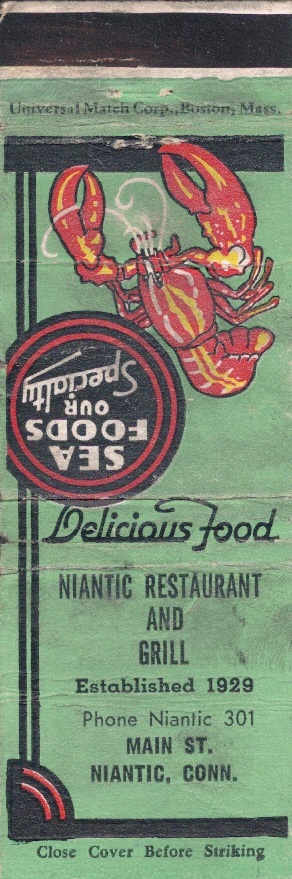 Universal Match Corp., Boston, Mass.
SEA
FOODS
OUR
Specialty
Delicious Food
NIANTIC RESTAURANT
AND
GRILL
Established 1929
Phone Niantic 301
MAIN ST.
NIANTIC, CONN.
Close Cover Before Striking